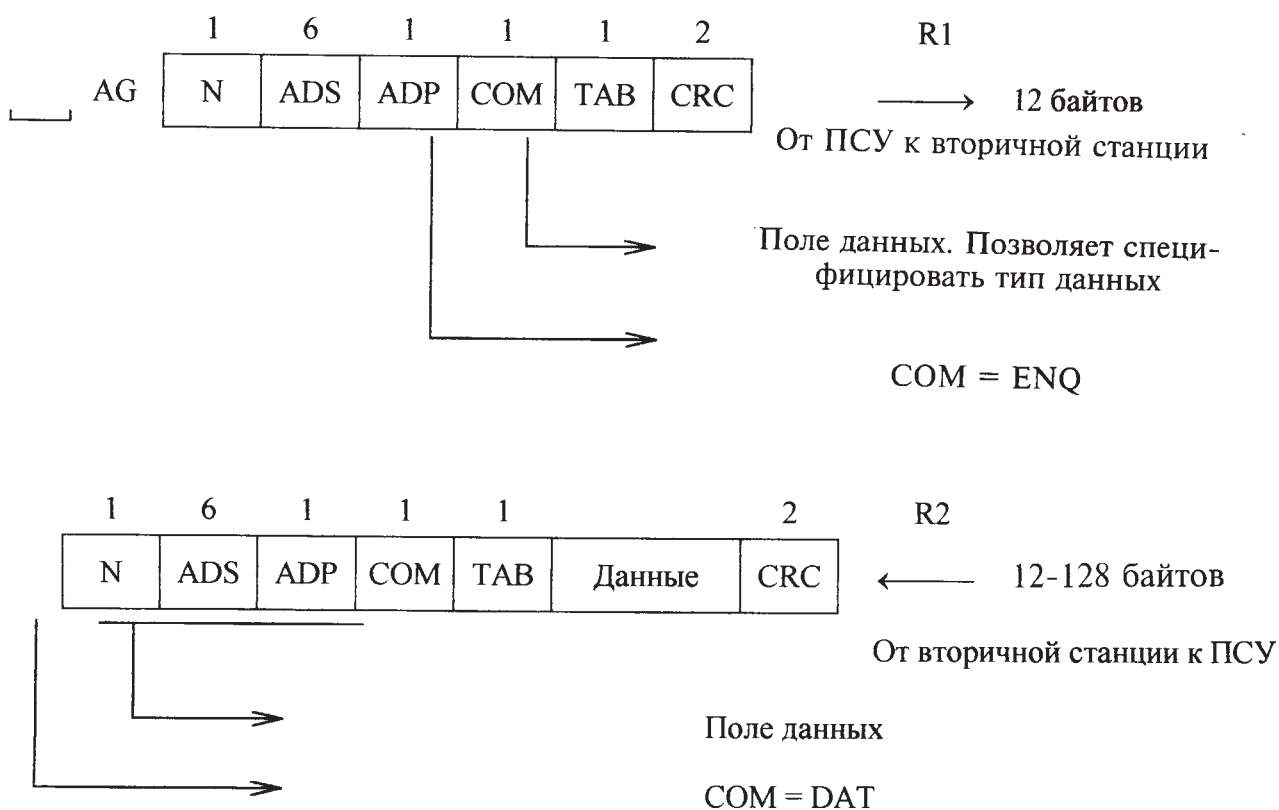 1 6 1 1 1 2 R1
AG N ADS ADP COM TAB CRC 12 байтов
От ПСУ к вторичной станции
Поле данных. Позволяет специ-
фицировать тип данных
COM = ENQ
1 6 1 1 1 2 R2
N ADS ADP COM TAB Данные CRC 12-128 байтов
От вторичной станции к ПСУ
Поле данных
COM = DAT